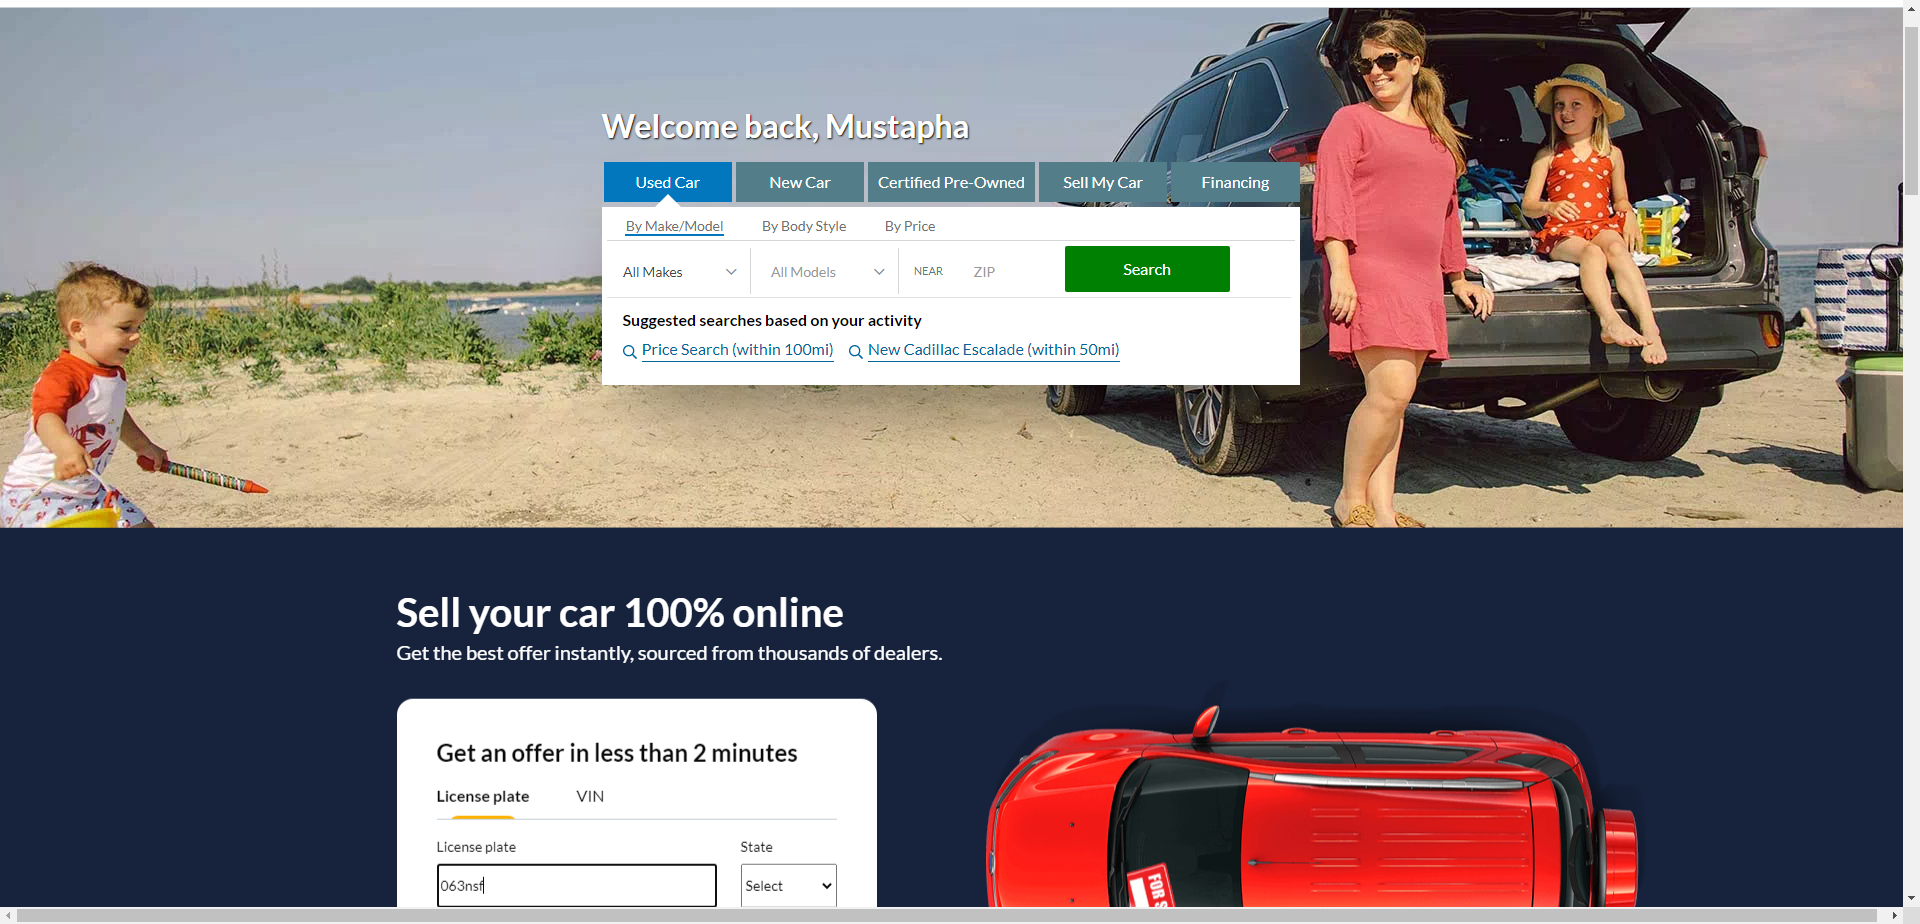 Welcome back, Mustapha
Used Car
New Car
Certified Pre-Owned
Sell My Car
Financing
By Make/Model
By Body Style
By Price
All Makes
All Models
NEAR
ZIP
Search
Suggested searches based on your activity
Price Search (within 100mi)
New Cadillac Escalade (within 50mi)
Sell your car 100% online
Get the best offer instantly, sourced from thousands of dealers.
Get an offer in less than 2 minutes
License plate
VIN
License plate
State
063nsf
Select
FOR